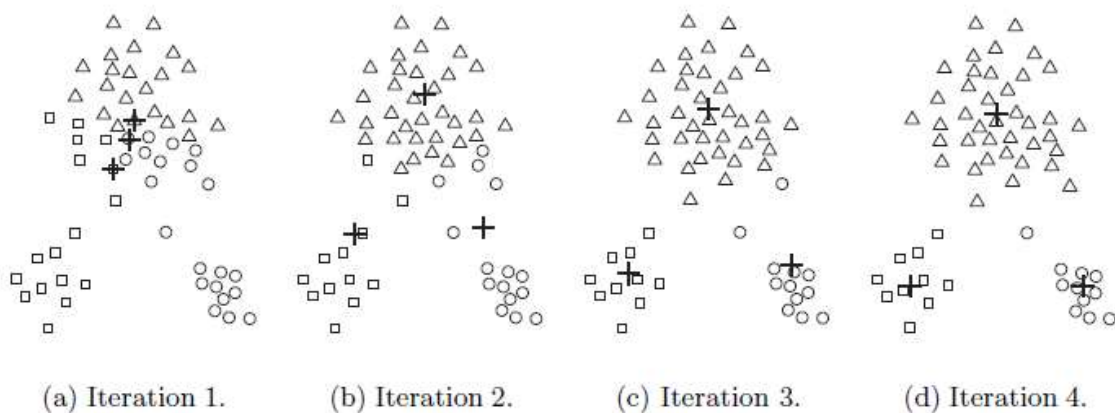 (a) Iteration 1.
(b) Iteration 2.
(c) Iteration 3.
(d) Iteration 4.